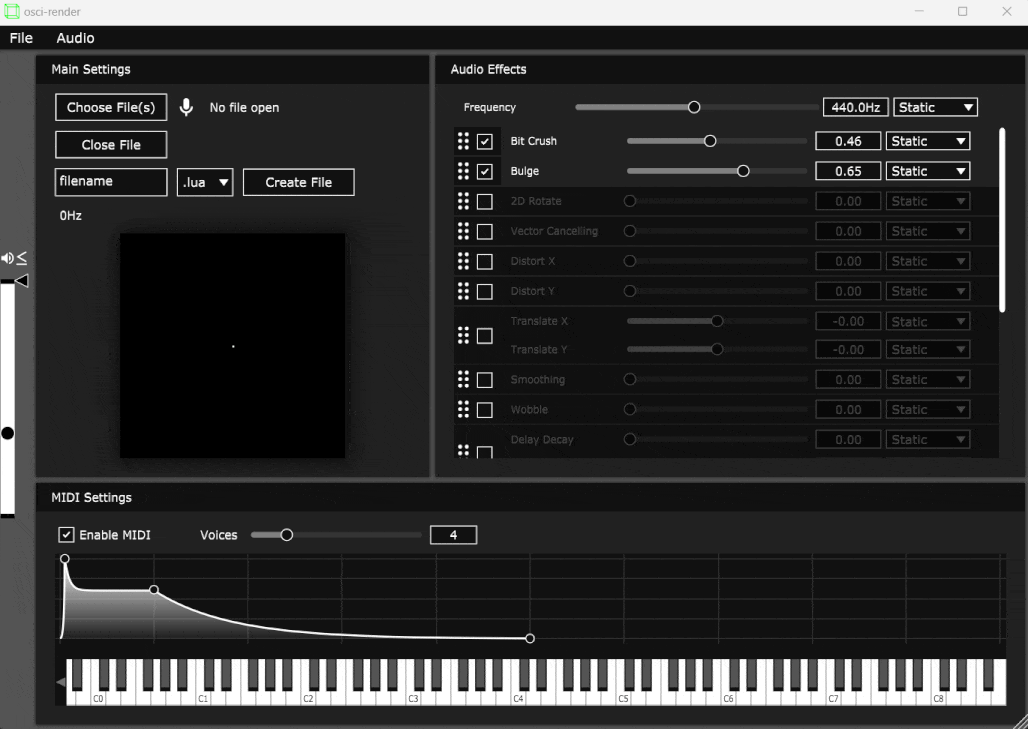 osci-render
File Audio
Main Settings
Choose File(s) No file open
Close File
filename .lua Create File
0Hz
Audio Effects
Frequency 440.0Hz Static
Bit Crush 0.46 Static
Bulge 0.65 Static
2D Rotate 0.00 Static
Vector Cancelling 0.00 Static
Distort X 0.00 Static
Distort Y 0.00 Static
Translate X -0.00 Static
Translate Y -0.00 Static
Smoothing 0.00 Static
Wobble 0.00 Static
Delay Decay 0.00 Static
MIDI Settings
Enable MIDI Voices 4
C0 C1 C2 C3 C4 C5 C6 C7 C8